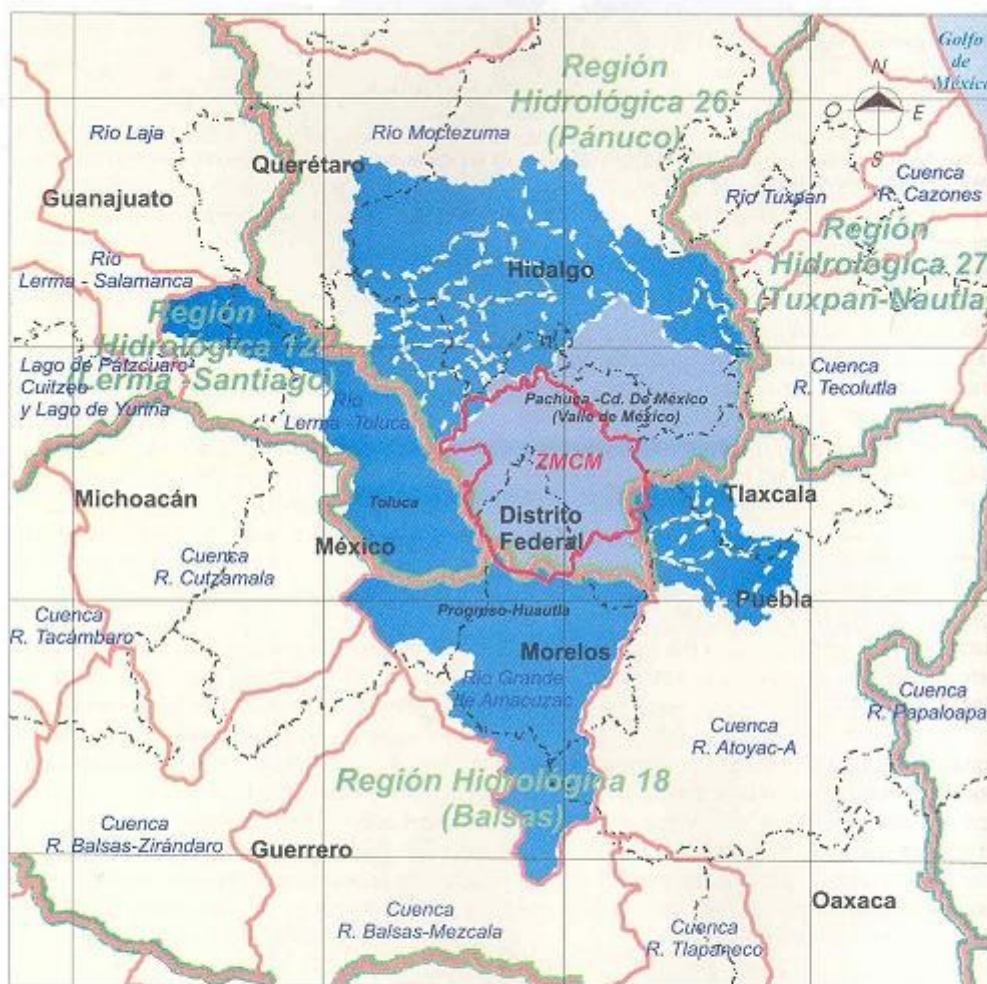 Golfo
de
México
N
O
E
S
Región
Hidrológica 26
(Pánuco)
Río Laja
Río Moctezuma
Querétaro
Guanajuato
Río Tuxpan
Cuenca
R. Cazones
Región
Hidrológica 27
(Tuxpan-Nautla
Río
Lerma - Salamanca
Hidalgo
Región
Hidrológica 12
(Lerma -Santiago)
Lago de Pátzcuaro-
Cuitzeo
y Lago de Yuriria
Río
Lerma -Toluca
Pachuca -Cd. De México
(Valle de México)
Cuenca
R. Tecolutla
ZMCM
Michoacán
Toluca
Distrito
Federal
Tlaxcala
México
Cuenca
R. Cutzamala
Puebla
Progreso-Huautla
Cuenca
R. Tacámbaro
Morelos
Río Grande
de Amacuzac
Cuenca
R. Papaloapa
Cuenca
R. Atoyac-A
Región Hidrológica 18
(Balsas)
Cuenca
R. Balsas-Zirándaro
Guerrero
Oaxaca
Cuenca
R. Balsas-Mezcala
Cuenca
R. Tlapaneco